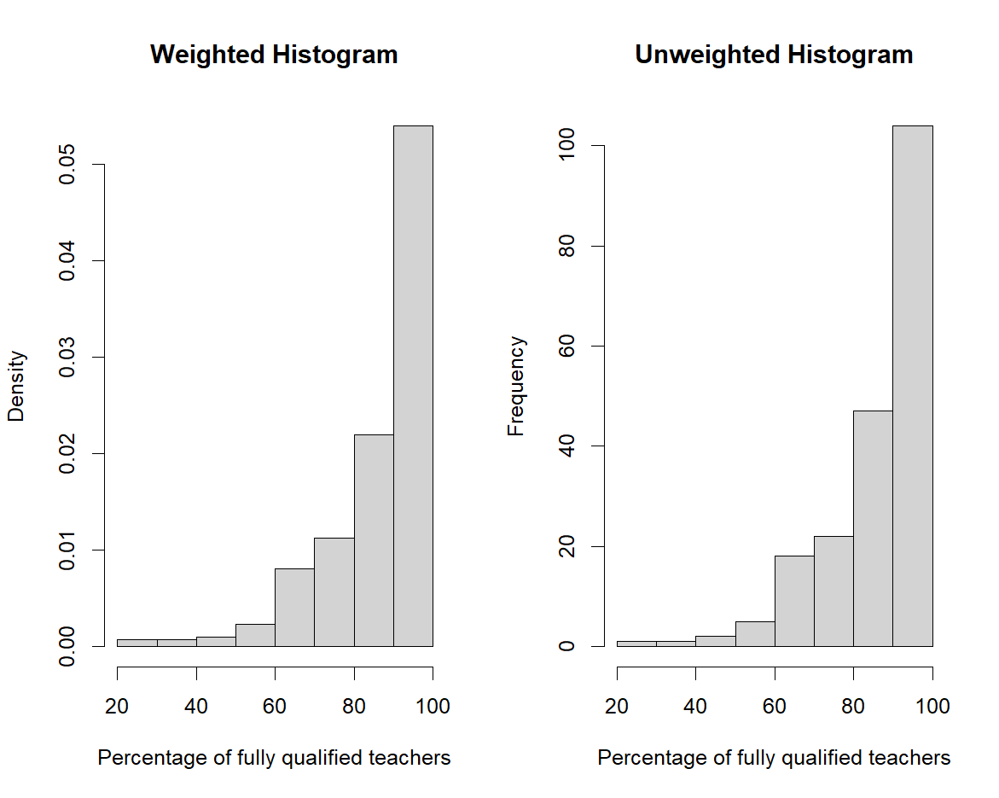 Weighted Histogram
Density
0.00
0.01
0.02
0.03
0.04
0.05
20 40 60 80 100
Percentage of fully qualified teachers
Unweighted Histogram
Frequency
0
20
40
60
80
100
20 40 60 80 100
Percentage of fully qualified teachers